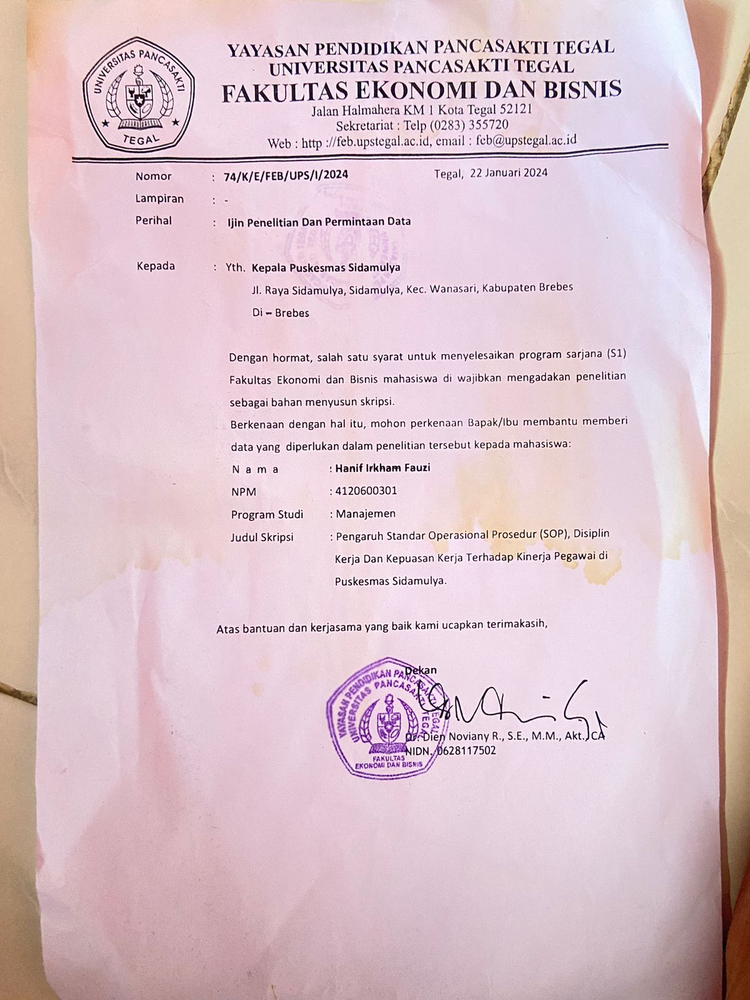 UNIVERSITAS PANCASAKTI
TEGAL
YAYASAN PENDIDIKAN PANCASAKTI TEGAL
UNIVERSITAS PANCASAKTI TEGAL
FAKULTAS EKONOMI DAN BISNIS
Jalan Halmahera KM 1 Kota Tegal 52121
Sekretariat : Telp (0283) 355720
Web : http ://feb.upstegal.ac.id, email : feb@upstegal.ac.id
Nomor : 74/K/E/FEB/UPS/I/2024 Tegal, 22 Januari 2024
Lampiran : -
Perihal : Ijin Penelitian Dan Permintaan Data
Kepada : Yth. Kepala Puskesmas Sidamulya
Jl. Raya Sidamulya, Sidamulya, Kec. Wanasari, Kabupaten Brebes
Di – Brebes
Dengan hormat, salah satu syarat untuk menyelesaikan program sarjana (S1)
Fakultas Ekonomi dan Bisnis mahasiswa di wajibkan mengadakan penelitian
sebagai bahan menyusun skripsi.
Berkenaan dengan hal itu, mohon perkenaan Bapak/Ibu membantu memberi
data yang diperlukan dalam penelitian tersebut kepada mahasiswa:
N a m a : Hanif Irkham Fauzi
NPM : 4120600301
Program Studi : Manajemen
Judul Skripsi : Pengaruh Standar Operasional Prosedur (SOP), Disiplin
Kerja Dan Kepuasan Kerja Terhadap Kinerja Pegawai di
Puskesmas Sidamulya.
Atas bantuan dan kerjasama yang baik kami ucapkan terimakasih,
Dekan
YAYASAN PENDIDIKAN PANCASAKTI TEGAL
UNIVERSITAS PANCASAKTI TEGAL
FAKULTAS
EKONOMI DAN BISNIS
Dr. Dien Noviany R., S.E., M.M., Akt. CA
NIDN. 0628117502